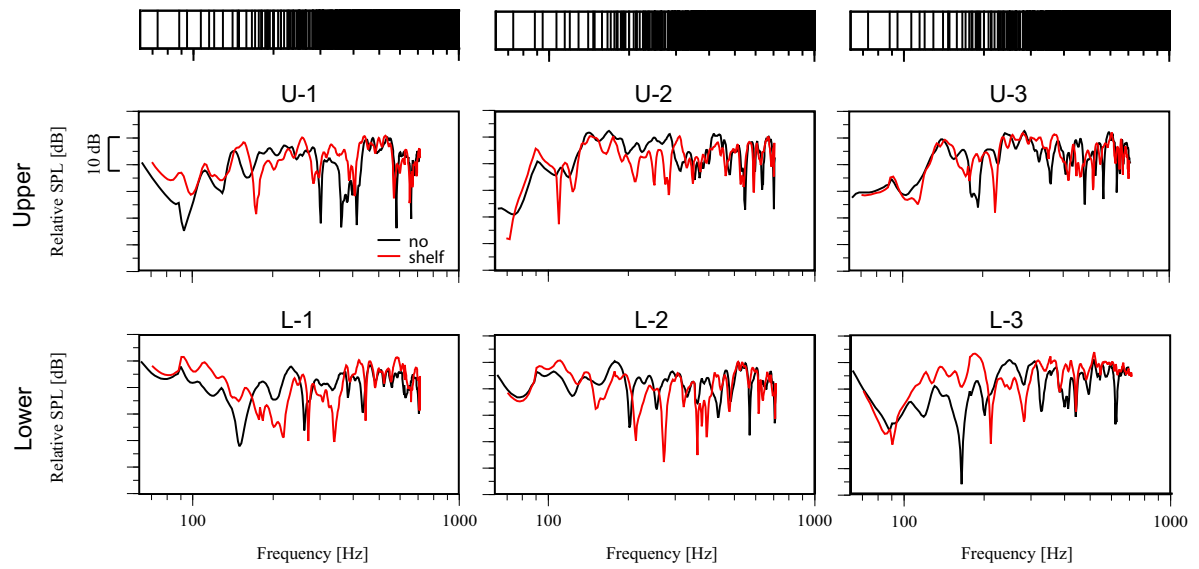 U-1 U-2 U-3
Upper
Relative SPL [dB]
10 dB
no
shelf
L-1 L-2 L-3
Lower
Relative SPL [dB]
100 1000 100 1000 100 1000
Frequency [Hz] Frequency [Hz] Frequency [Hz]